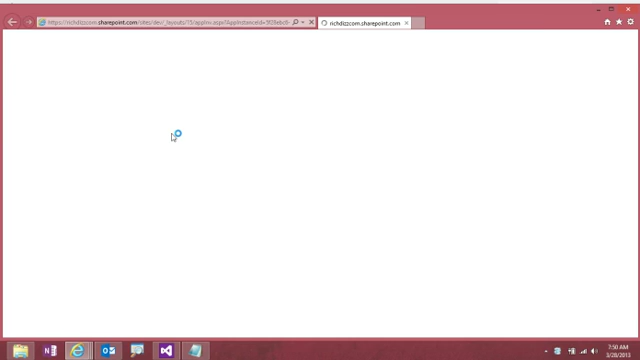 https://richdizzcom.sharepoint.com/sites/dev/_layouts/15/appinv.aspx?AppInstanceId=
richdizzcom.sharepoint.com
7:50 AM
3/28/2013